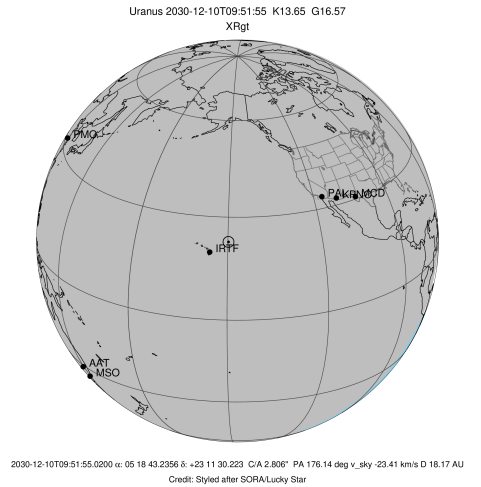 Uranus 2030-12-10T09:51:55 K13.65 G16.57
XRgt
PMO
PAL KPNO MCD
IRTF
AAT
MSO
2030-12-10T09:51:55.0200 α: 05 18 43.2356 δ: +23 11 30.223 C/A 2.806" PA 176.14 deg v_sky -23.41 km/s D 18.17 AU
Credit: Styled after SORA/Lucky Star